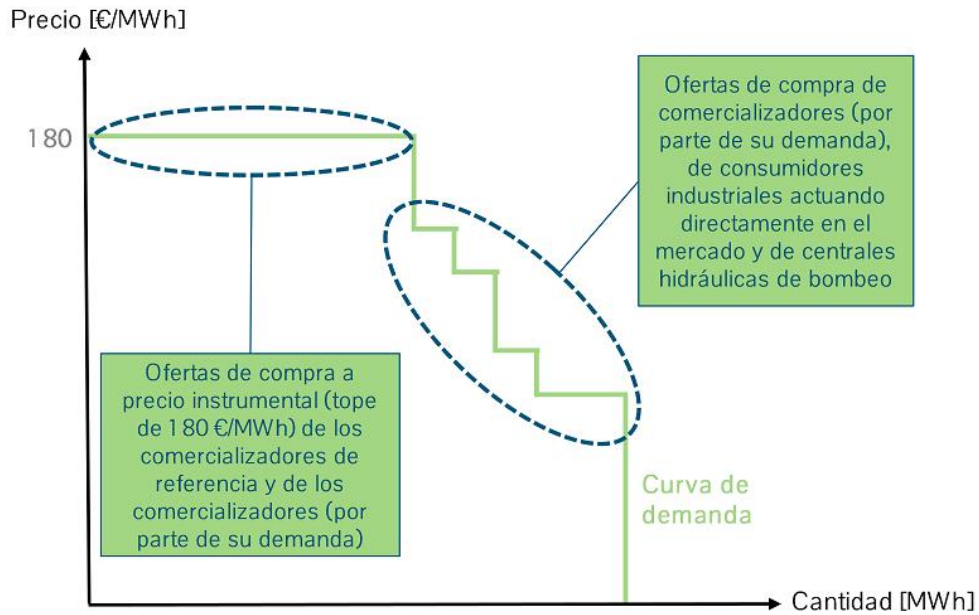 Precio [€/MWh]
180
Ofertas de compra de
comercializadores (por
parte de su demanda),
de consumidores
industriales actuando
directamente en el
mercado y de centrales
hidráulicas de bombeo
Ofertas de compra a
precio instrumental (tope
de 180 €/MWh) de los
comercializadores de
referencia y de los
comercializadores (por
parte de su demanda)
Curva de
demanda
Cantidad [MWh]